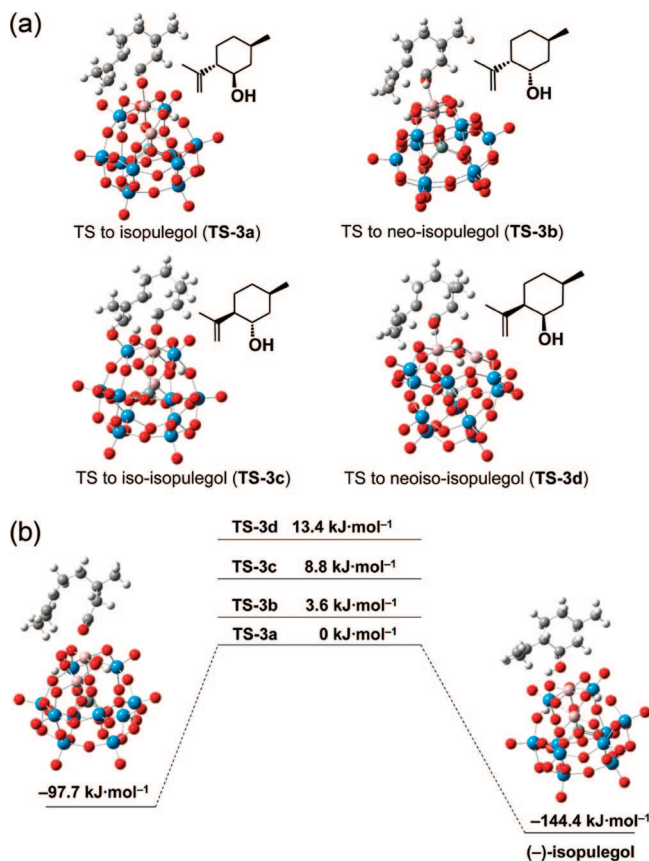 (a)
OH
OH
TS to isopulegol (TS-3a)
TS to neo-isopulegol (TS-3b)
OH
OH
TS to iso-isopulegol (TS-3c)
TS to neoiso-isopulegol (TS-3d)
(b)
TS-3d 13.4 kJ·mol⁻¹
TS-3c 8.8 kJ·mol⁻¹
TS-3b 3.6 kJ·mol⁻¹
TS-3a 0 kJ·mol⁻¹
−97.7 kJ·mol⁻¹
−144.4 kJ·mol⁻¹
(−)-isopulegol